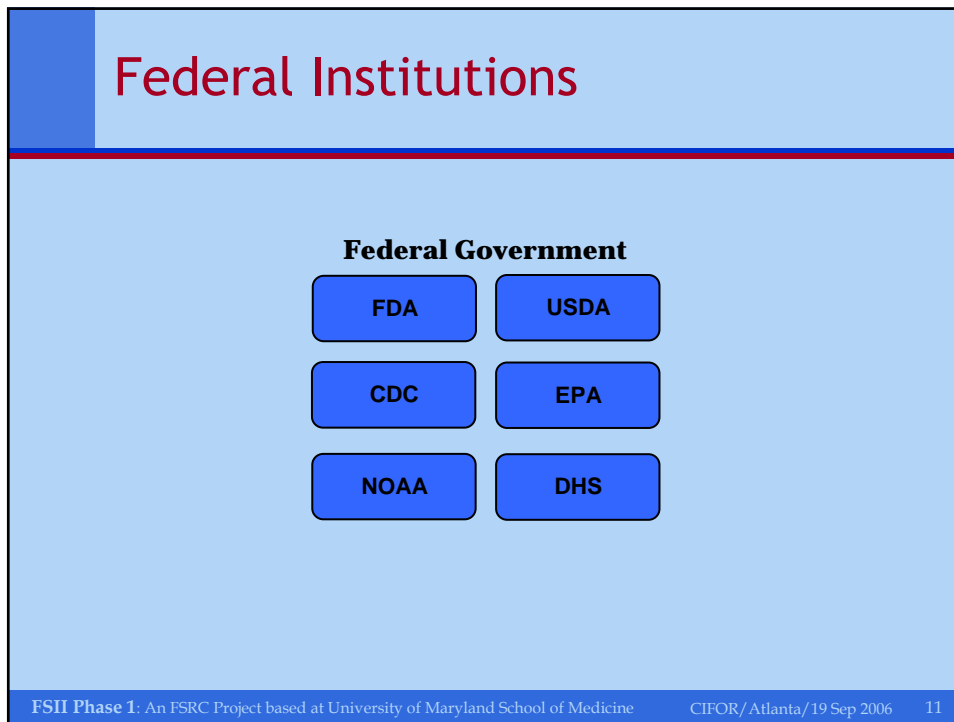 Federal Institutions
Federal Government
FDA USDA
CDC EPA
NOAA DHS
FSII Phase 1: An FSRC Project based at University of Maryland School of Medicine CIFOR/Atlanta/19 Sep 2006 11